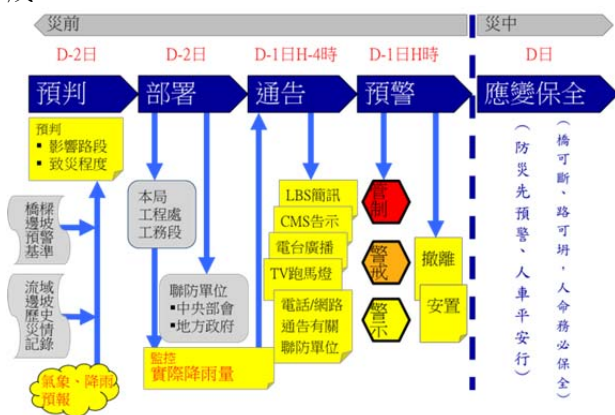 災前
災中
D-2日
D-2日
D-1日H-4時
D-1日H時
D日
預判
部署
通告
預警
應變保全
預判
▪ 影響路段
▪ 致災程度
橋樑
邊坡
預警
基準
流域
邊坡
歷史
災情
記錄
氣象、降雨
預報
本局
工程處
工務段
聯防單位
▪中央部會
▪地方政府
監控
實際降雨量
LBS簡訊
CMS告示
電台廣播
TV跑馬燈
電話/網路
通告有關
聯防單位
管制
警戒
警示
撤離
安置
（橋可斷、路可坍，人命務必保全）
（防災先預警、人車平安行）